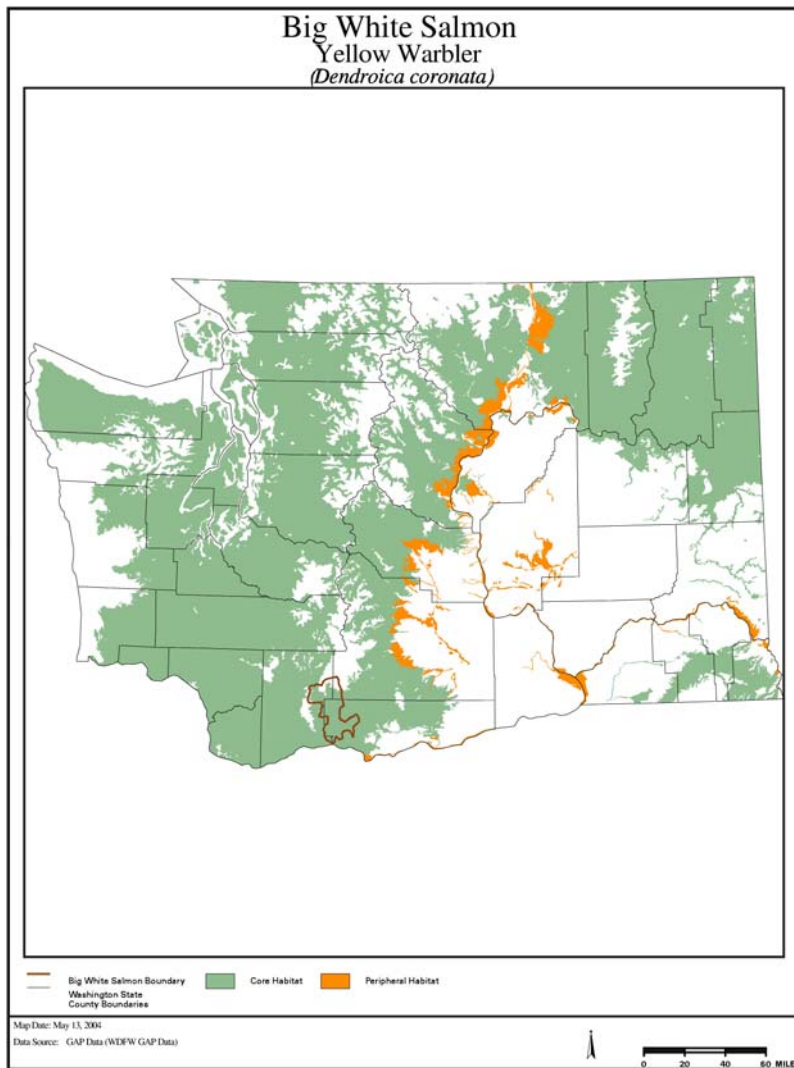 Big White Salmon
Yellow Warbler
(Dendroica coronata)
Big White Salmon Boundary
Washington State
County Boundaries
Core Habitat
Peripheral Habitat
Map Date: May 13, 2004
Data Source: GAP Data (WDFW GAP Data)
0 20 40 60 MILE